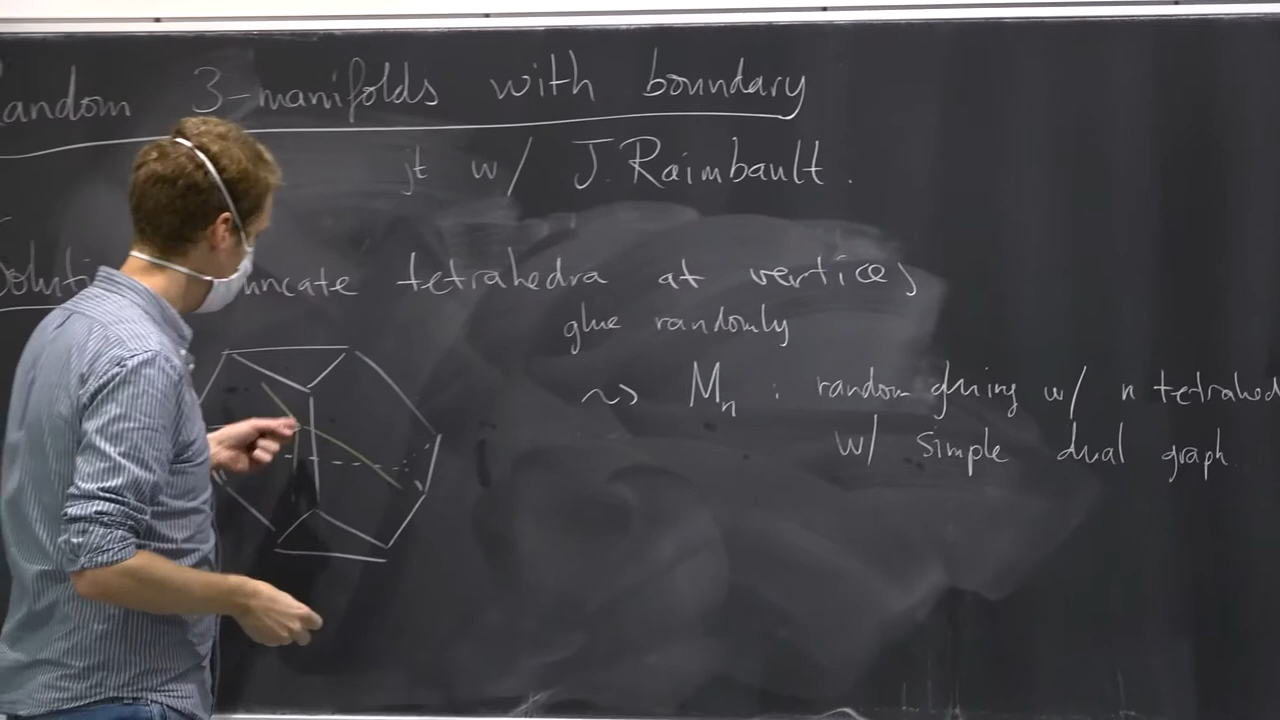 andom 3-manifolds with boundary
jt w/ J. Raimbault.
oluti uncate tetrahedra at vertices,
glue randomly
⇝ Mn : random gluing w/ n tetrahed
w/ simple dual graph.